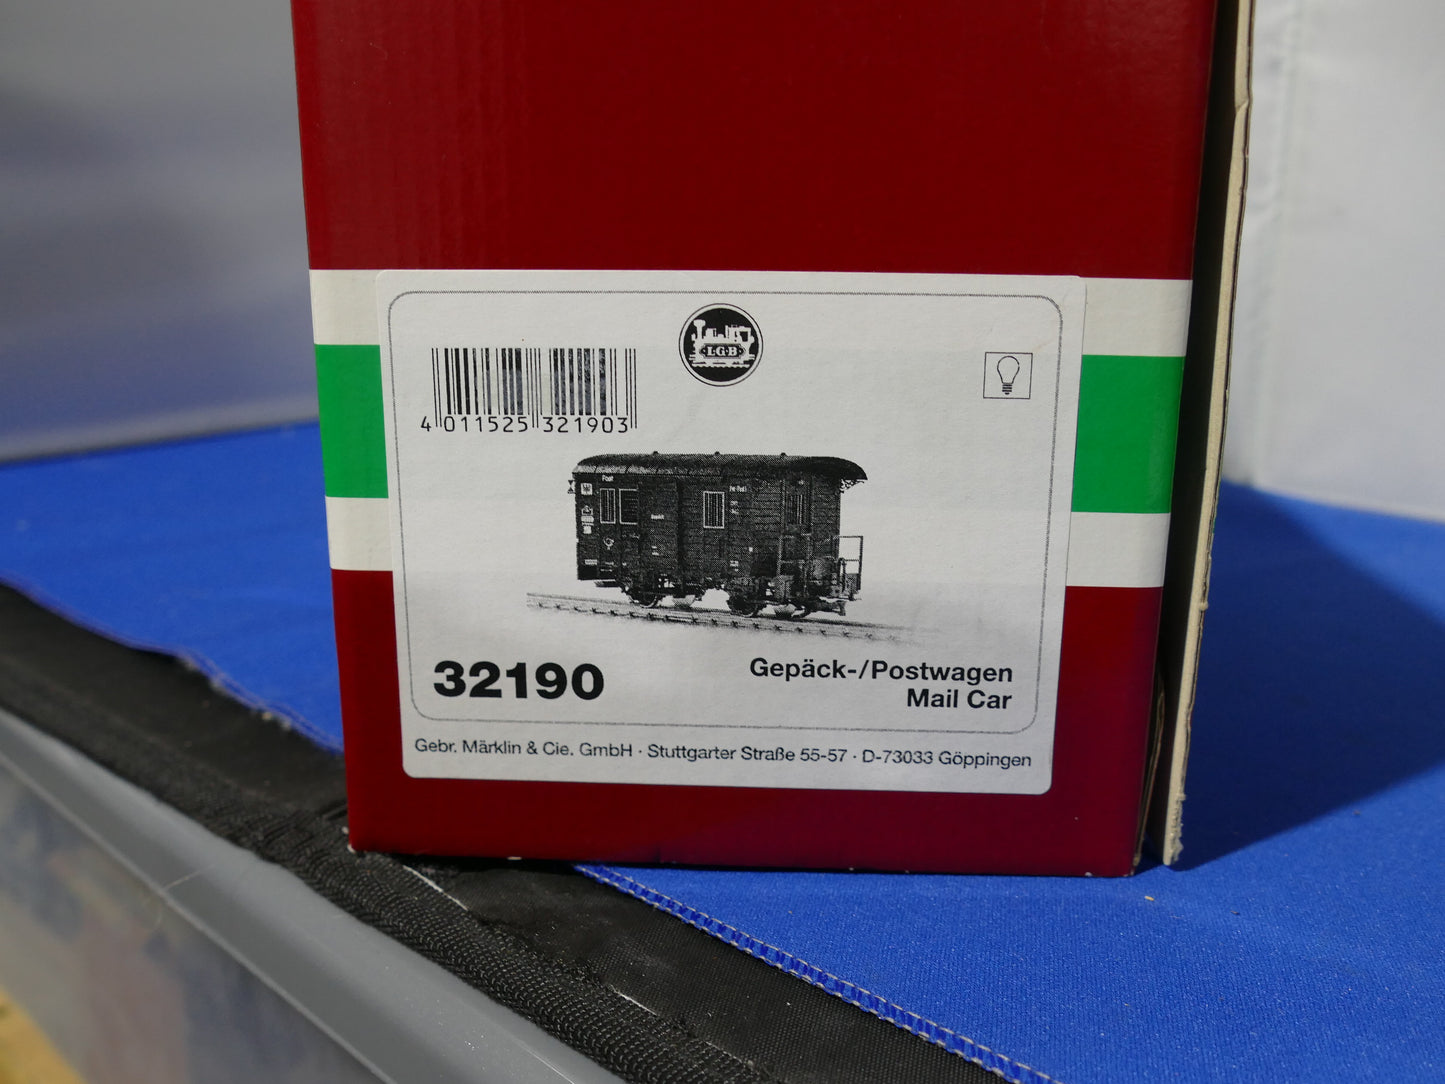 LGB
4 011525 321903
Post
32190
Gepäck-/Postwagen
Mail Car
Gebr. Märklin & Cie. GmbH · Stuttgarter Straße 55-57 · D-73033 Göppingen